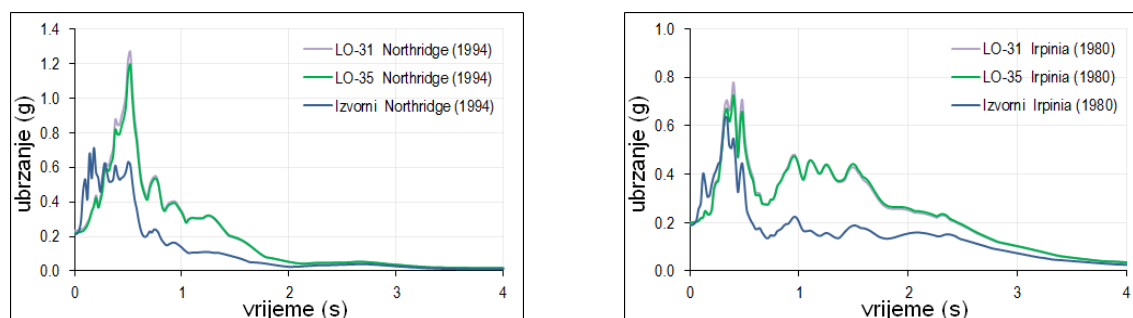 1.4
1.2
1.0
0.8
0.6
0.4
0.2
0.0
ubrzanje (g)
LO-31 Northridge (1994)
LO-35 Northridge (1994)
Izvorni Northridge (1994)
0 1 2 3 4
vrijeme (s)
1.0
0.8
0.6
0.4
0.2
0.0
ubrzanje (g)
LO-31 Irpinia (1980)
LO-35 Irpinia (1980)
Izvorni Irpinia (1980)
0 1 2 3 4
vrijeme (s)